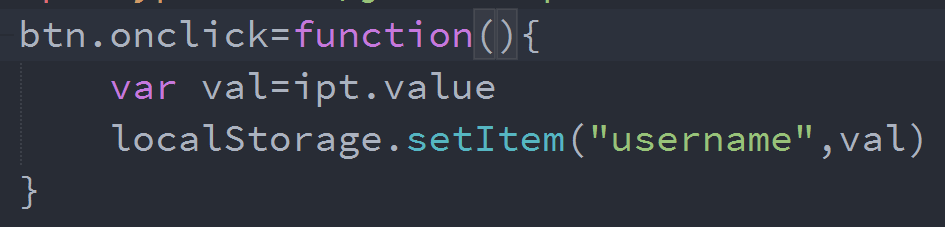 btn.onclick=function(){
    var val=ipt.value
    localStorage.setItem("username",val)
}